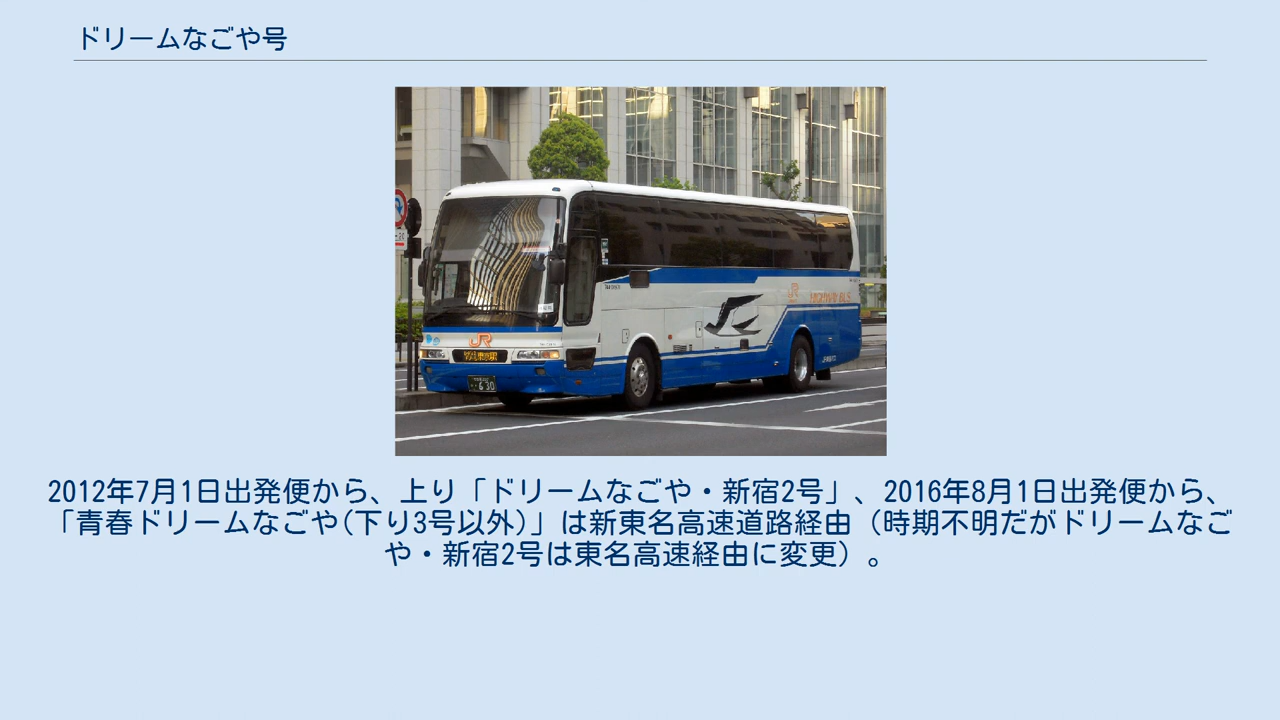 ドリームなごや号
JR
HIGHWAY BUS
JR
630
2012年7月1日出発便から、上り「ドリームなごや・新宿2号」、2016年8月1日出発便から、
「青春ドリームなごや(下り3号以外)」は新東名高速道路経由（時期不明だがドリームなご
や・新宿2号は東名高速経由に変更）。